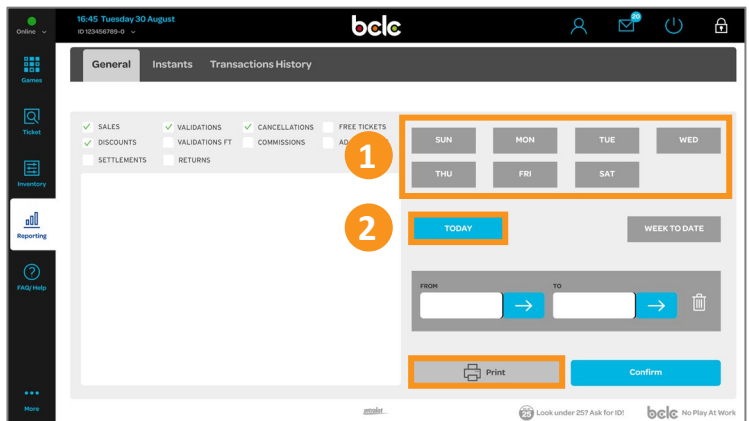 Online
16:45 Tuesday 30 August
ID 123456789-0
bclc
20
Games
Ticket
Inventory
Reporting
FAQ/ Help
More
General Instants Transactions History
SALES VALIDATIONS CANCELLATIONS FREE TICKETS
DISCOUNTS VALIDATIONS FT COMMISSIONS
SETTLEMENTS RETURNS
1
SUN MON TUE WED
THU FRI SAT
2
TODAY WEEK TO DATE
FROM TO
Print Confirm
intralot
25 Look under 25? Ask for ID! bclc No Play At Work